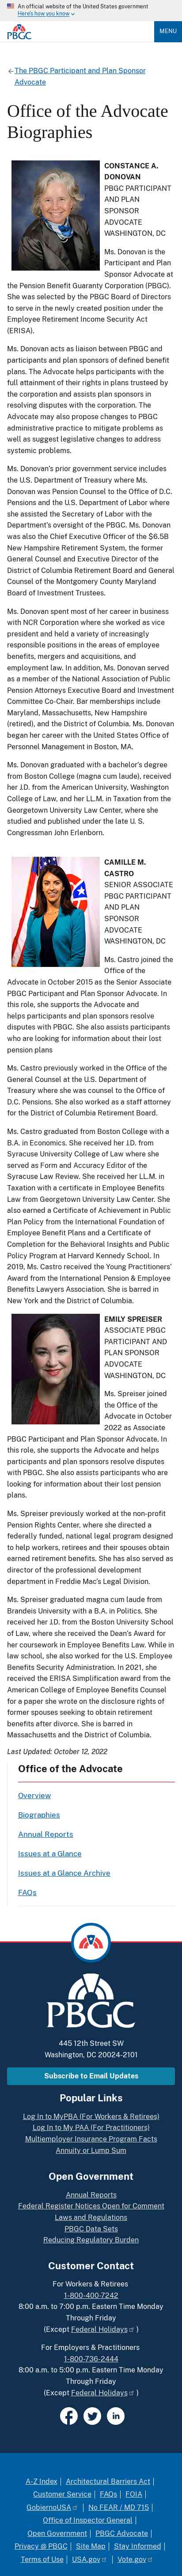 An official website of the United States government
Here's how you know
PBGC
MENU
The PBGC Participant and Plan Sponsor
Advocate
Office of the Advocate
Biographies
CONSTANCE A.
DONOVAN
PBGC PARTICIPANT
AND PLAN
SPONSOR
ADVOCATE
WASHINGTON, DC
Ms. Donovan is the
Participant and Plan
Sponsor Advocate at
the Pension Benefit Guaranty Corporation (PBGC). She
was selected by the PBGC Board of Directors to serve in
the position created by the Employee Retirement Income Security Act
(ERISA).
Ms. Donovan acts as liaison between PBGC and
participants and sponsors of defined benefit plans.
The Advocate helps participants with the full
attainment of their rights in plans trusteed by the
corporation. She also assists in resolving participant
and sponsor disputes with the corporation.
Advocate may also offer changes to PBGC
administrative practice to mitigate problems as well
as suggest legislative changes to address systemic problems.
Ms. Donovan's prior government service includes
the U.S. Department of Treasury where Ms.
Donovan was Pension Counsel to the Office of D.C.
Pensions and the United States Treasury. She was
counsel to the Secretary of Labor with the
Department's oversight of the PBGC. Ms. Donovan
was also the Chief Executive Officer of the $6.5B
New Hampshire Retirement System, the former
General Counsel and Executive Director of the
District of Columbia Retirement Board and General
Counsel of the Montgomery County Maryland
Board of Investment Trustees.
Ms. Donovan spent most of her career in business
with NCR Corporation where she worked with
divisions throughout the world on employee
benefits, mergers and acquisitions, and
employment law. In addition, Ms. Donovan served
as a member of the National Association of Public
Pension Attorneys Education Board and Investment
Committee Co-Chair. Bar memberships include
Maryland, Massachusetts, New Hampshire
(retired), and the District of Columbia. Ms. Donovan
began her career with the United States Office of
Personnel Management in Boston, MA.
Ms. Donovan graduated with a bachelor's degree
from Boston College (magna cum laude), received
her J.D. from the American University, Washington
College of Law, and her LL.M. in Taxation from the
Georgetown University Law Center, where she
studied and published under the late U. S.
Congressman John Erlenborn.
CAMILLE M.
CASTRO
SENIOR ASSOCIATE
PBGC PARTICIPANT
AND PLAN
SPONSOR
ADVOCATE
WASHINGTON, DC
Ms. Castro joined the
Office of the
Advocate in October 2015 as the Senior Associate
PBGC Participant and Plan Sponsor Advocate. In
this role, she supports the Advocate and helps
participants and plan sponsors resolve
disputes with PBGC. She also assists participants
who are looking for information about their lost
pension plans
Ms. Castro previously worked in the Office of the
General Counsel at the U.S. Department of
Treasury, where she was counsel to the Office of
D.C. Pensions. She also worked as a staff attorney
at the District of Columbia Retirement Board.
Ms. Castro graduated from Boston College with a
B.A. in Economics. She received her J.D. from
Syracuse University College of Law where she
served as Form and Accuracy Editor of the
Syracuse Law Review. She received her LL.M. in
Taxation and Certificate in Employee Benefits Law
from Georgetown University Law Center. She also
earned a Certificate of Achievement in Public and
Plan Policy from the International Foundation of
Employee Benefit Plans and a Certificate of
Completion in the Behavioral Insights and Public
Policy Program at Harvard Kennedy School. In
2019, Ms. Castro received the Young Practitioners'
Award from the International Pension & Employee
Benefits Lawyers Association. She is barred in
New York and the District of Columbia.
EMILY SPREISER
ASSOCIATE PBGC
PARTICIPANT AND
PLAN SPONSOR
ADVOCATE
WASHINGTON, DC
Ms. Spreiser joined
the Office of the
Advocate in October
2022 as Associate
PBGC Participant and Plan Sponsor Advocate. In
this role, she supports the Advocate and helps
participants and plan sponsors resolve disputes
with PBGC. She also assists participants who are
looking for information about their lost pension
plans.
Ms. Spreiser previously worked at the non-profit
Pension Rights Center, where she directed a
federally funded, national legal program designed
to help workers and their widows obtain earned
retirement benefits. She has also served as the
deputy director of a congressional retirement
development program in Freddie Mac's Legal Division.
Ms. Spreiser graduated magna cum laude from
Brandeis University with a B.A. in Politics. She
received her J.D. from the Boston University School
of Law, where she received the Dean's Award for
coursework in Employee Benefits Law. While in law
school, Ms. Spreiser was an extern with the U.S.
Employee Benefits Security Administration. In 2021, she
invented the ERISA Simplification award from the
American College of Employee Benefits Counsel
for proposing revisions to the tax code to simplify
the taxation of small retirement accounts after
divorce. She is barred in the Commonwealth of
Massachusetts and the District of Columbia.
Last Updated: October 12, 2022
Office of the Advocate
Overview
Biographies
Annual Reports
Issues at a Glance
Issues at a Glance Archive
FAQs
PBGC
445 12th Street SW
Washington, DC 20024-2101
Subscribe to Email Updates
Popular Links
Log In to MyPBA (For Workers & Retirees)
Log In to My PAA (For Practitioners)
Multiemployer Insurance Program Facts
Annuity or Lump Sum
Open Government
Annual Reports
Federal Register Notices Open for Comment
Laws and Regulations
PBGC Data Sets
Reducing Regulatory Burden
Customer Contact
For Workers & Retirees
1-800-400-7242
8:00 a.m. to 7:00 p.m. Eastern Time Monday
Through Friday
(Except Federal Holidays )
For Employers & Practitioners
1-800-736-2444
8:00 a.m. to 5:00 p.m. Eastern Time Monday
Through Friday
(Except Federal Holidays )
A-Z Index | Architectural Barriers Act |
Customer Service | FAQs | FOIA |
GobiernoUSA | No FEAR / MD 715 |
Office of Inspector General |
Open Government | PBGC Advocate |
Privacy @ PBGC | Site Map | Stay Informed |
Terms of Use | USA.gov | Vote.gov